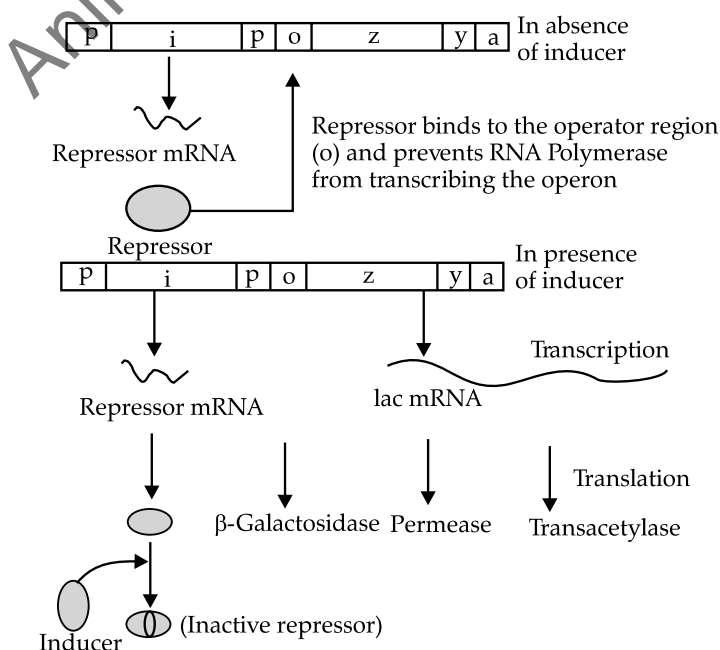 p i p o z y a
In absence
of inducer
Repressor mRNA
Repressor binds to the operator region
(o) and prevents RNA Polymerase
from transcribing the operon
Repressor
p i p o z y a
In presence
of inducer
Transcription
Repressor mRNA
lac mRNA
Translation
β-Galactosidase Permease Transacetylase
Inducer
(Inactive repressor)